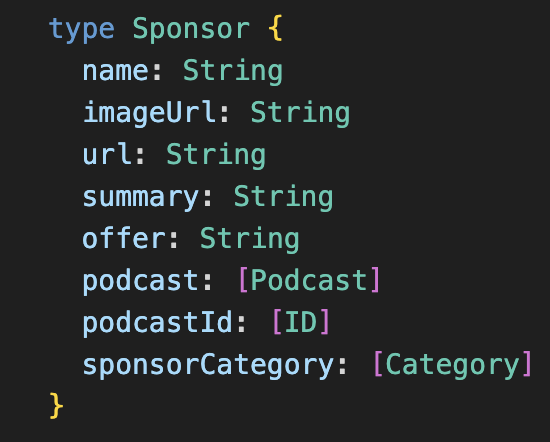 type Sponsor {
name: String
imageUrl: String
url: String
summary: String
offer: String
podcast: [Podcast]
podcastId: [ID]
sponsorCategory: [Category]
}